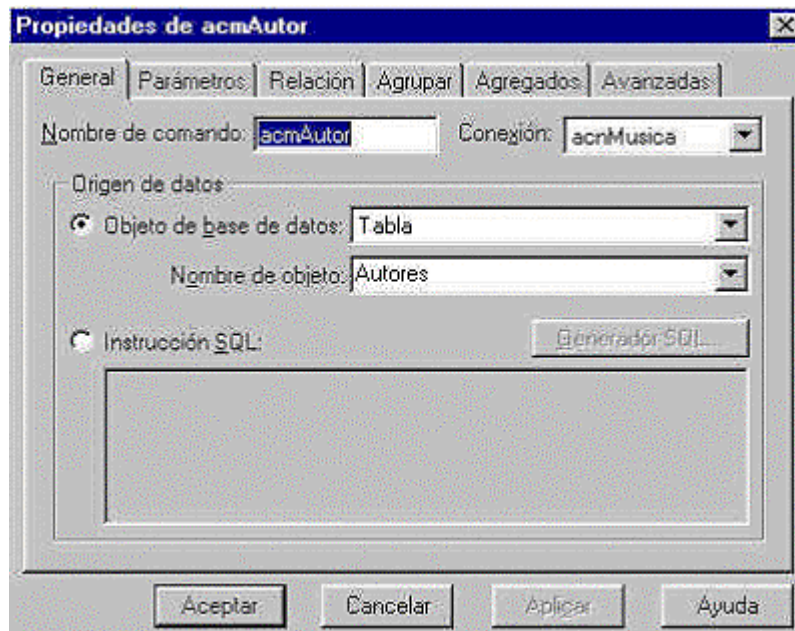 Propiedades de acmAutor
General Parámetros Relación Agrupar Agregados Avanzadas
Nombre de comando: acmAutor Conexión: acnMusica
Origen de datos
Objeto de base de datos: Tabla
Nombre de objeto: Autores
Instrucción SQL: Generador SQL...
Aceptar Cancelar Aplicar Ayuda